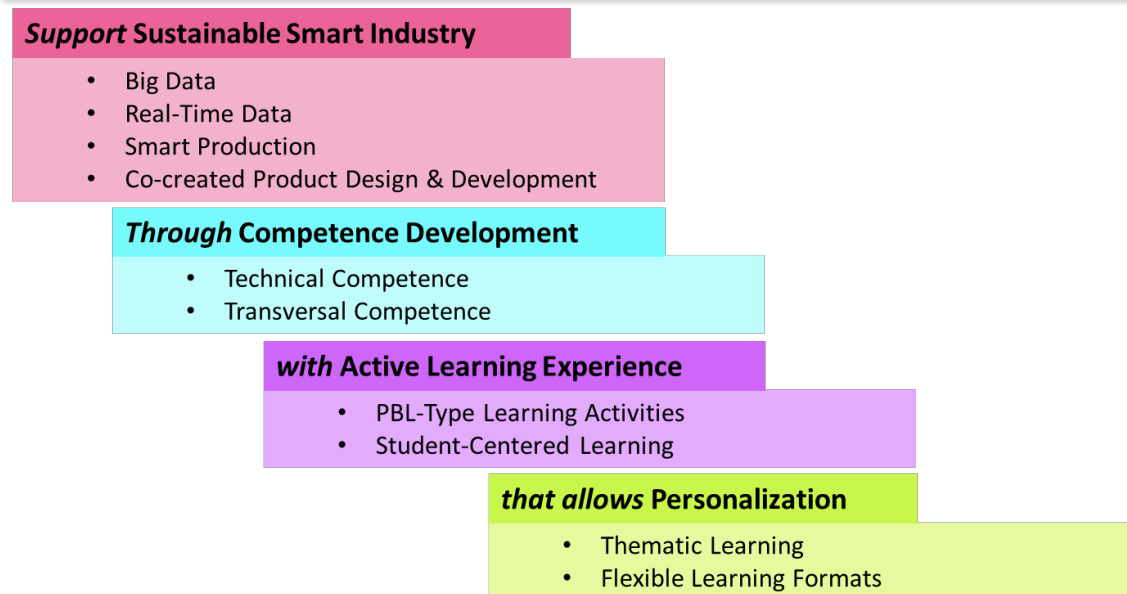 Support Sustainable Smart Industry
• Big Data
• Real-Time Data
• Smart Production
• Co-created Product Design & Development
Through Competence Development
• Technical Competence
• Transversal Competence
with Active Learning Experience
• PBL-Type Learning Activities
• Student-Centered Learning
that allows Personalization
• Thematic Learning
• Flexible Learning Formats